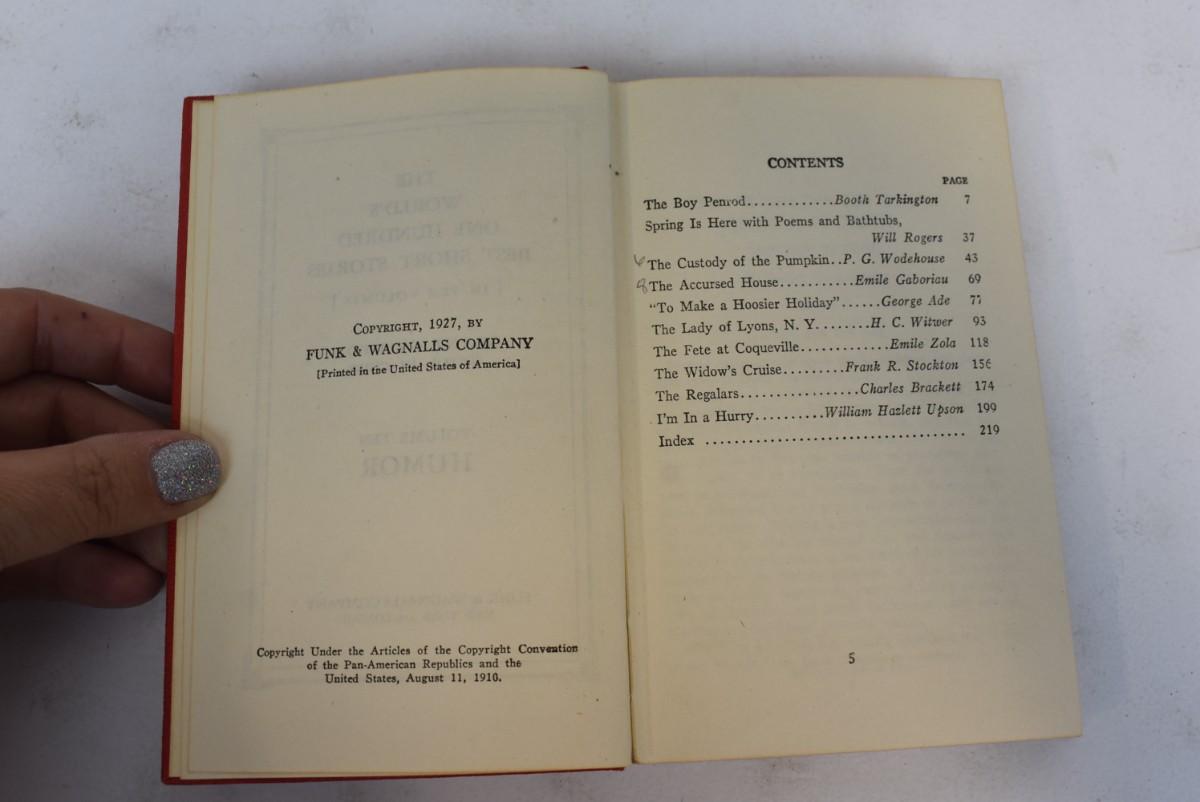 COPYRIGHT, 1927, BY
FUNK & WAGNALLS COMPANY
[Printed in the United States of America]
Copyright Under the Articles of the Copyright Convention
of the Pan-American Republics and the
United States, August 11, 1910.
CONTENTS
PAGE
The Boy Penrod.............Booth Tarkington 7
Spring Is Here with Poems and Bathtubs,
Will Rogers 37
The Custody of the Pumpkin..P. G. Wodehouse 43
8 The Accursed House...........Emile Gaboriau 69
"To Make a Hoosier Holiday"......George Ade 77
The Lady of Lyons, N. Y.........H. C. Witwer 93
The Fete at Coqueville.............Emile Zola 118
The Widow's Cruise.........Frank R. Stockton 156
The Regalars.................Charles Brackett 174
I'm In a Hurry..........William Hazlett Upson 199
Index ..................................... 219
5